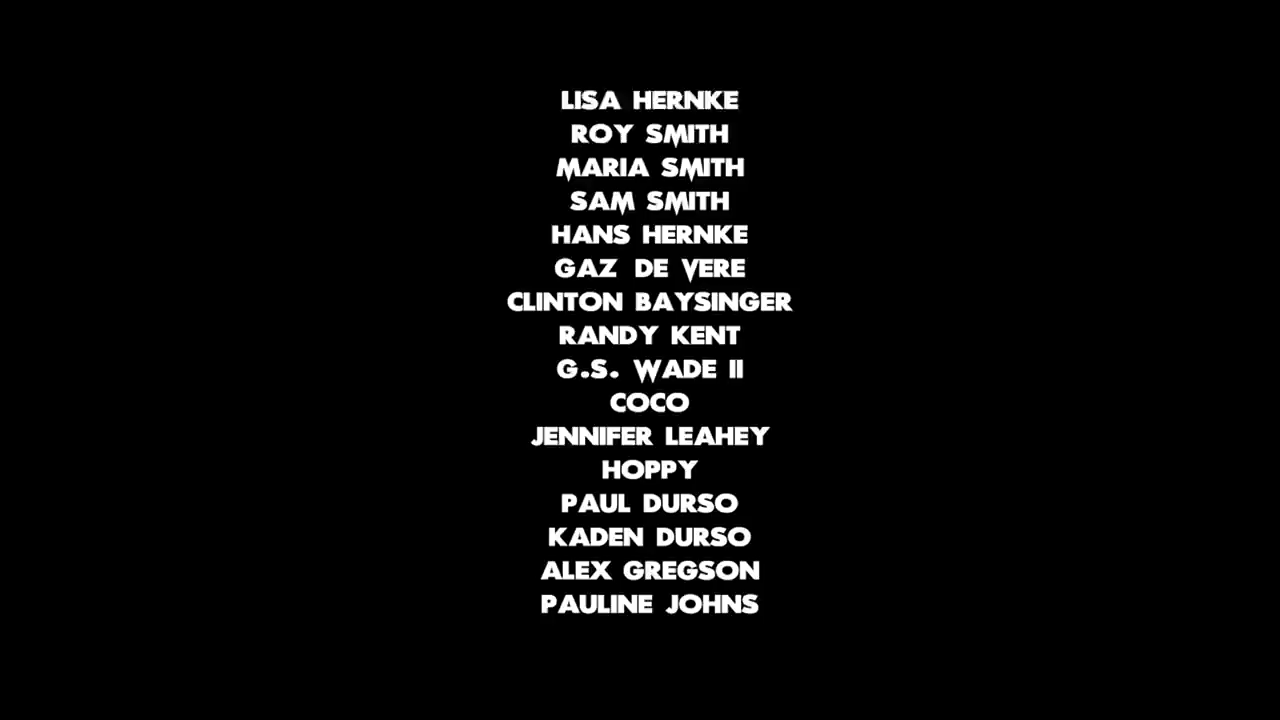 LISA HERNKE
ROY SMITH
MARIA SMITH
SAM SMITH
HANS HERNKE
GAZ DE VERE
CLINTON BAYSINGER
RANDY KENT
G.S. WADE II
COCO
JENNIFER LEAHEY
HOPPY
PAUL DURSO
KADEN DURSO
ALEX GREGSON
PAULINE JOHNS